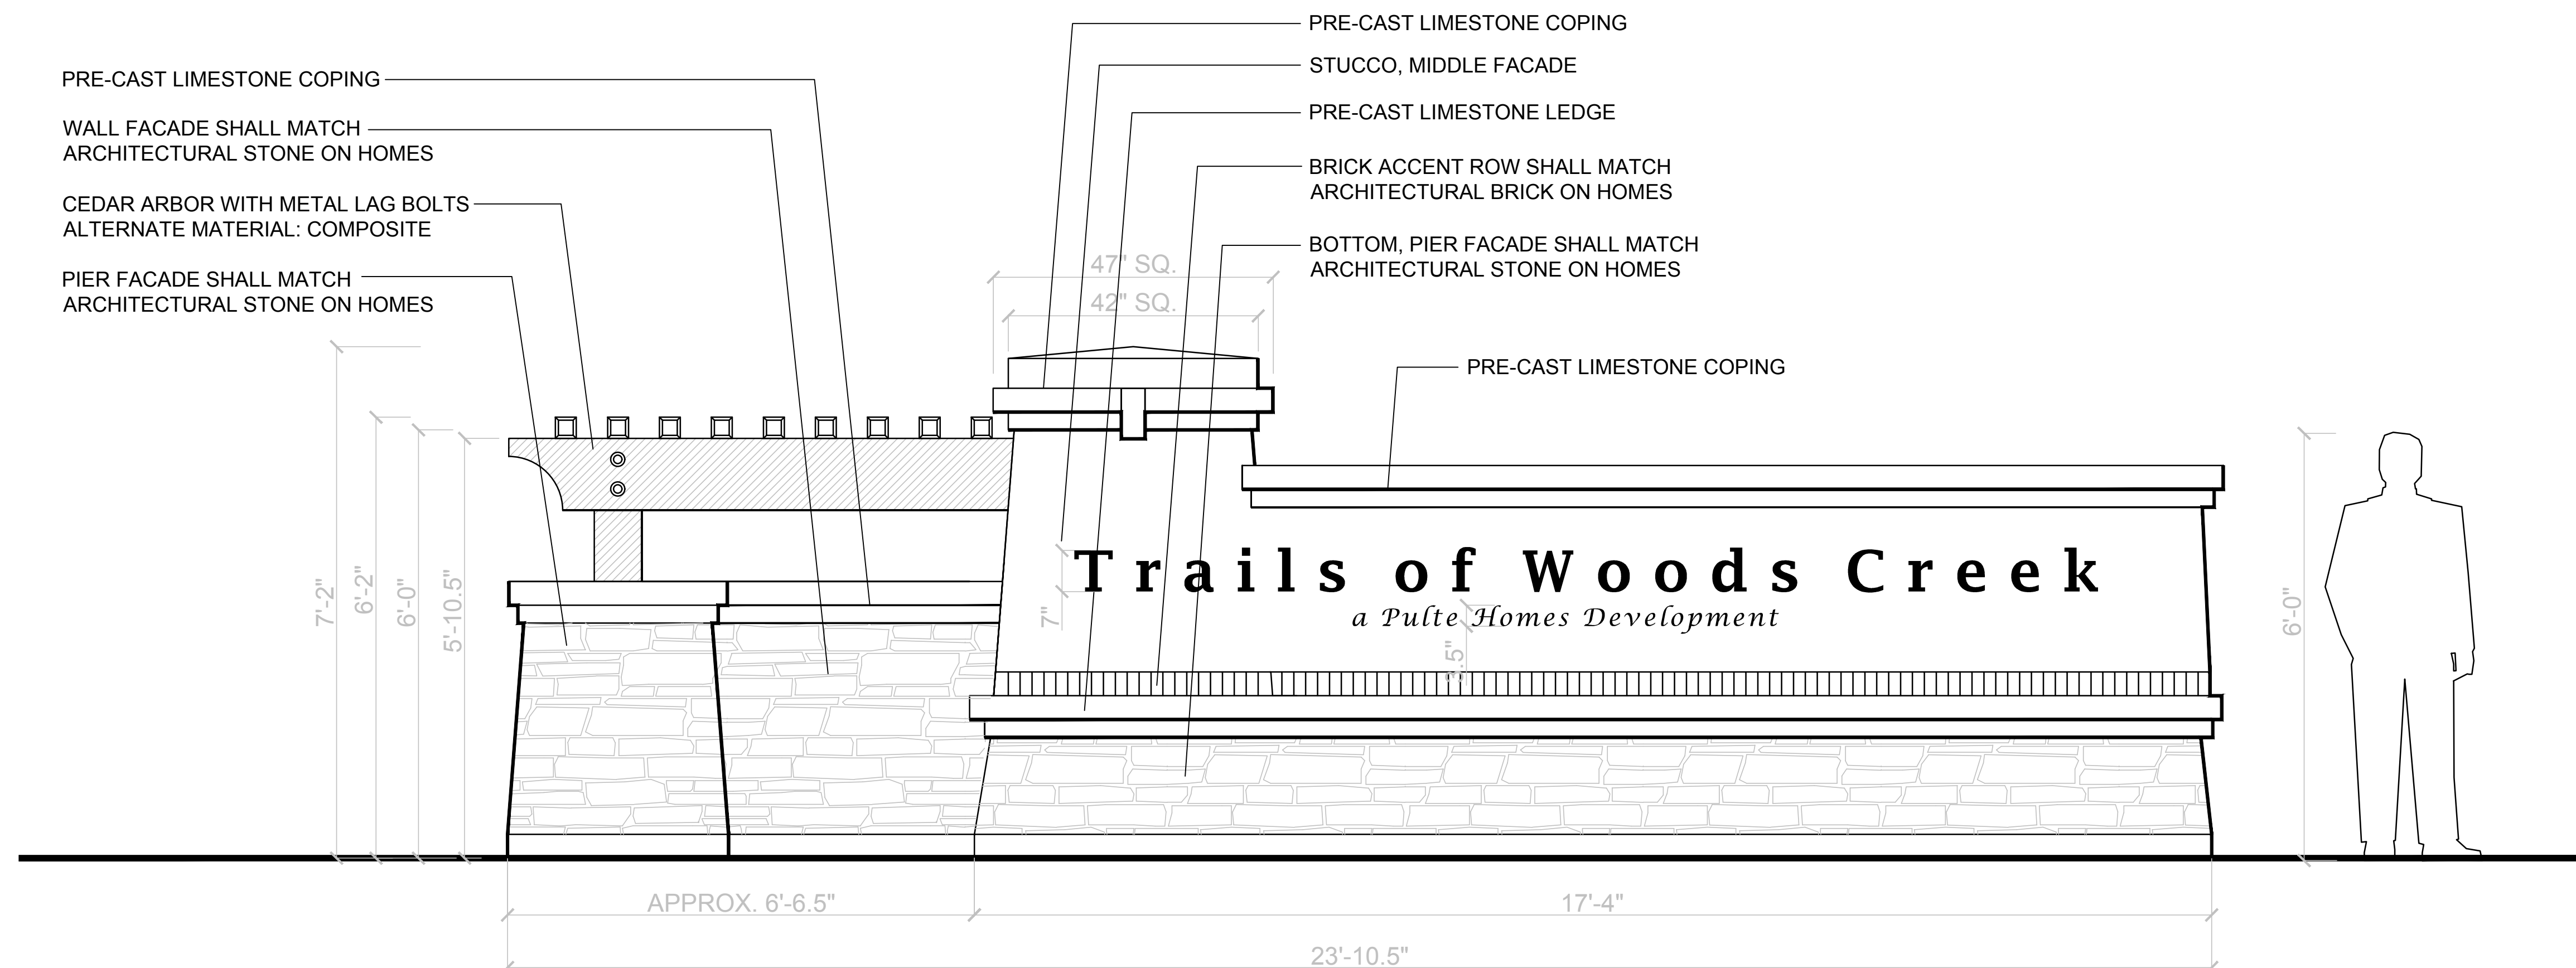 PRE-CAST LIMESTONE COPING
WALL FACADE SHALL MATCH
ARCHITECTURAL STONE ON HOMES
CEDAR ARBOR WITH METAL LAG BOLTS
ALTERNATE MATERIAL: COMPOSITE
PIER FACADE SHALL MATCH
ARCHITECTURAL STONE ON HOMES
PRE-CAST LIMESTONE COPING
STUCCO, MIDDLE FACADE
PRE-CAST LIMESTONE LEDGE
BRICK ACCENT ROW SHALL MATCH
ARCHITECTURAL BRICK ON HOMES
BOTTOM, PIER FACADE SHALL MATCH
ARCHITECTURAL STONE ON HOMES
47" SQ.
42" SQ.
PRE-CAST LIMESTONE COPING
7'-2"
6'-2"
6'-0"
5'-10.5"
7"
Trails of Woods Creek
a Pulte Homes Development
6'-0"
APPROX. 6'-6.5"
17'-4"
23'-10.5"